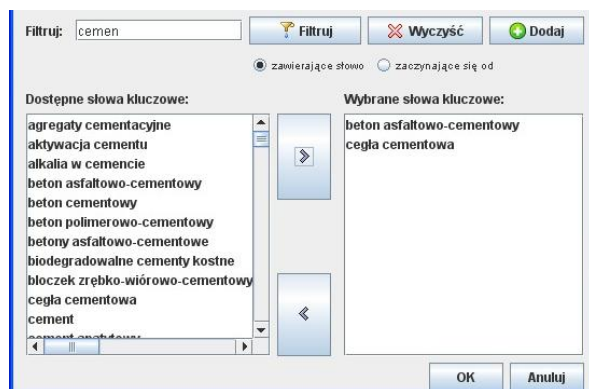 Filtruj: cemen Filtruj Wyczyść Dodaj
zawierające słowo zaczynające się od
Dostępne słowa kluczowe: Wybrane słowa kluczowe:
agregaty cementacyjne
aktywacja cementu
alkalia w cemencie
beton asfaltowo-cementowy
beton cementowy
beton polimerowo-cementowy
betony asfaltowo-cementowe
biodegradowalne cementy kostne
bloczek zrębko-wiórowo-cementowy
cegła cementowa
cement
cement apatytowy
beton asfaltowo-cementowy
cegła cementowa
OK Anuluj